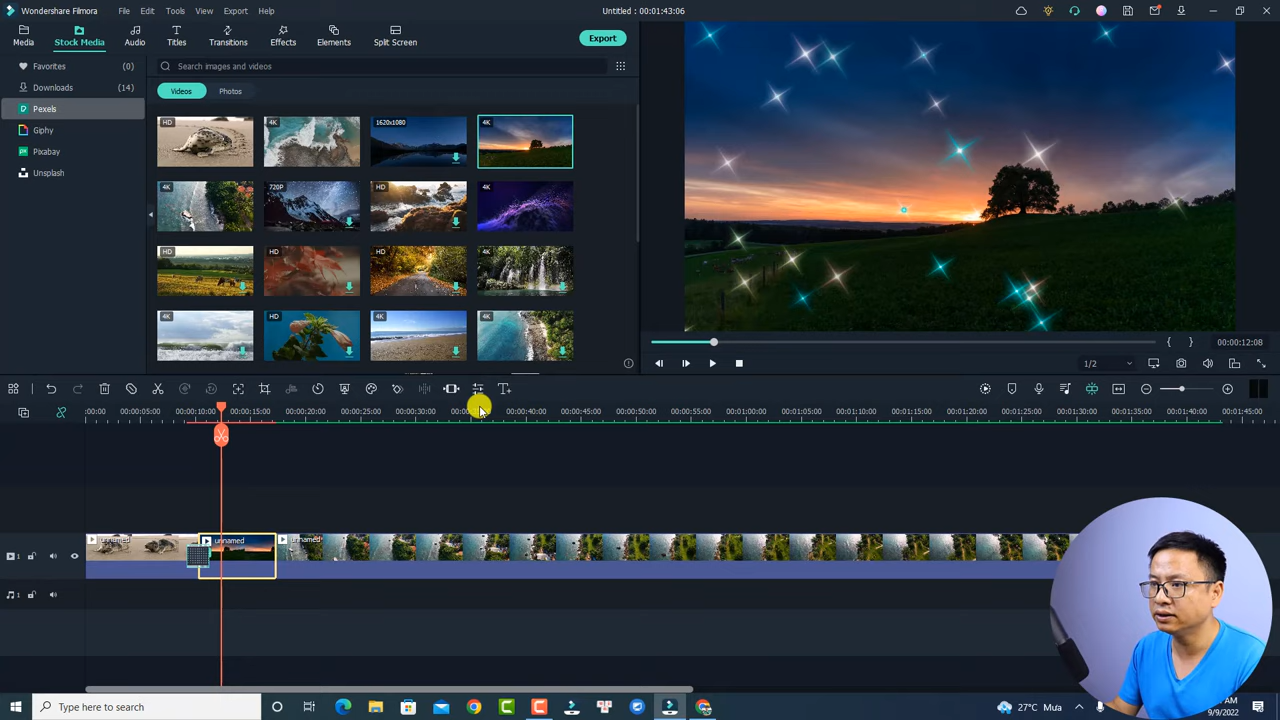 Wondershare Filmora
File Edit Tools View Export Help
Untitled : 00:01:43:06
Media Stock Media Audio Titles Transitions Effects Elements Split Screen
Export
Favorites (0)
Downloads (14)
Pexels
Giphy
Pixabay
Unsplash
Search images and videos
Videos Photos
HD 4K 1620x1080 4K
4K 720P HD 4K
HD HD HD 4K
4K HD 4K 4K
1/2
00:00:12:08
:00:00 00:00:05:00 00:00:10:00 00:00:15:00 00:00:20:00 00:00:25:00 00:00:30:00 00:00:40:00 00:00:45:00 00:00:50:00 00:00:55:00 00:01:00:00 00:01:05:00 00:01:10:00 00:01:15:00 00:01:20:00 00:01:25:00 00:01:30:00 00:01:35:00 00:01:40:00 00:01:45:00
unnamed unnamed unnamed
1
1
Type here to search
27°C Mưa
9/9/2022